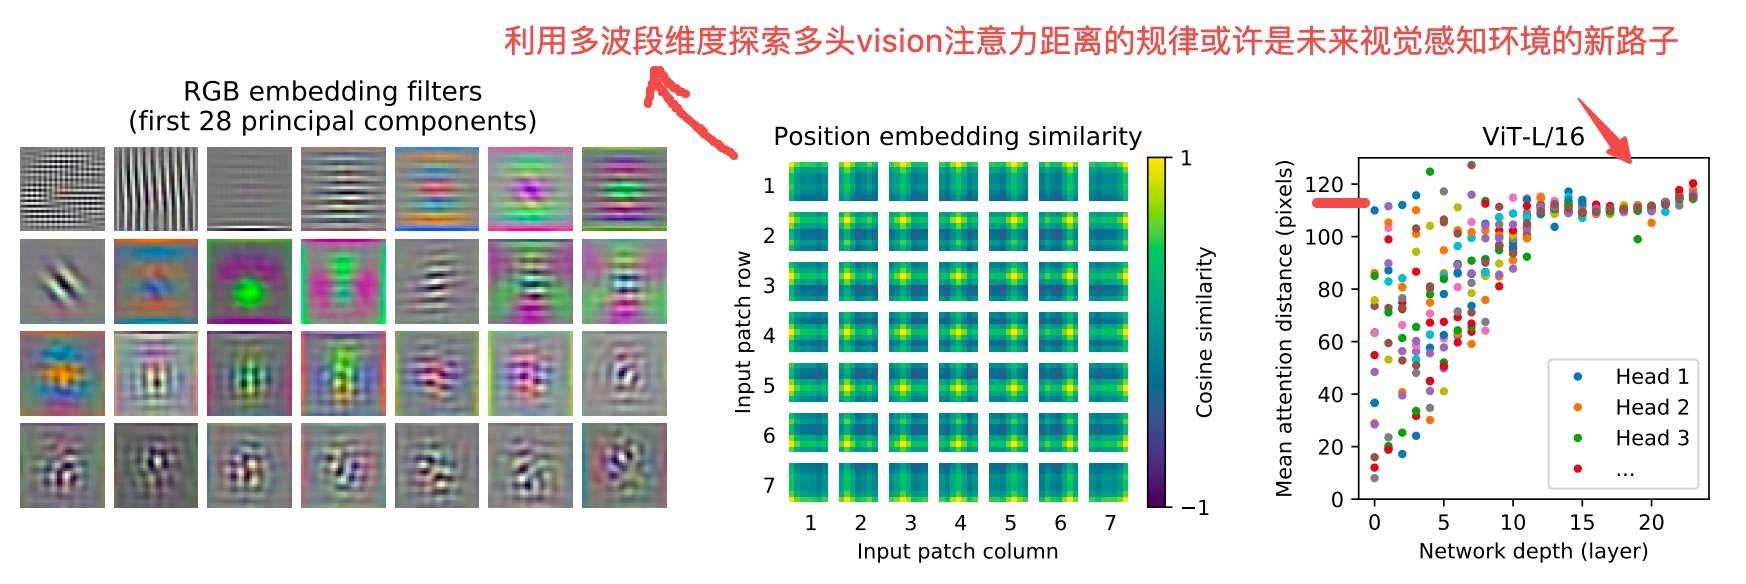 利用多波段维度探索多头vision注意力距离的规律或许是未来视觉感知环境的新路子
RGB embedding filters
(first 28 principal components)
Position embedding similarity
Input patch row
1
2
3
4
5
6
7
1 2 3 4 5 6 7
Input patch column
1
−1
Cosine similarity
ViT-L/16
Mean attention distance (pixels)
120
100
80
60
40
20
0
0 5 10 15 20
Network depth (layer)
Head 1
Head 2
Head 3
...